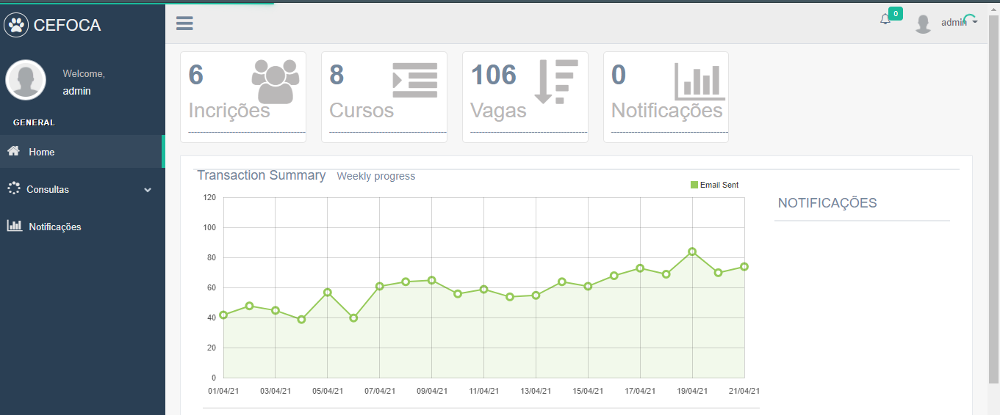 CEFOCA
Welcome,
admin
GENERAL
Home
Consultas
Notificações
0
admin
6
Incrições
8
Cursos
106
Vagas
0
Notificações
Transaction Summary Weekly progress
Email Sent
120
100
80
60
40
20
0
01/04/21 03/04/21 05/04/21 07/04/21 09/04/21 11/04/21 13/04/21 15/04/21 17/04/21 19/04/21 21/04/21
NOTIFICAÇÕES